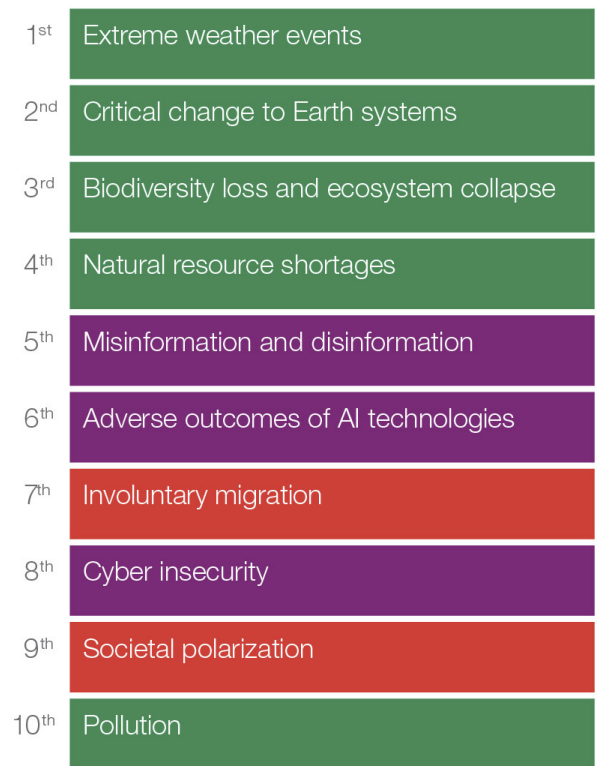 1st Extreme weather events
2nd Critical change to Earth systems
3rd Biodiversity loss and ecosystem collapse
4th Natural resource shortages
5th Misinformation and disinformation
6th Adverse outcomes of AI technologies
7th Involuntary migration
8th Cyber insecurity
9th Societal polarization
10th Pollution